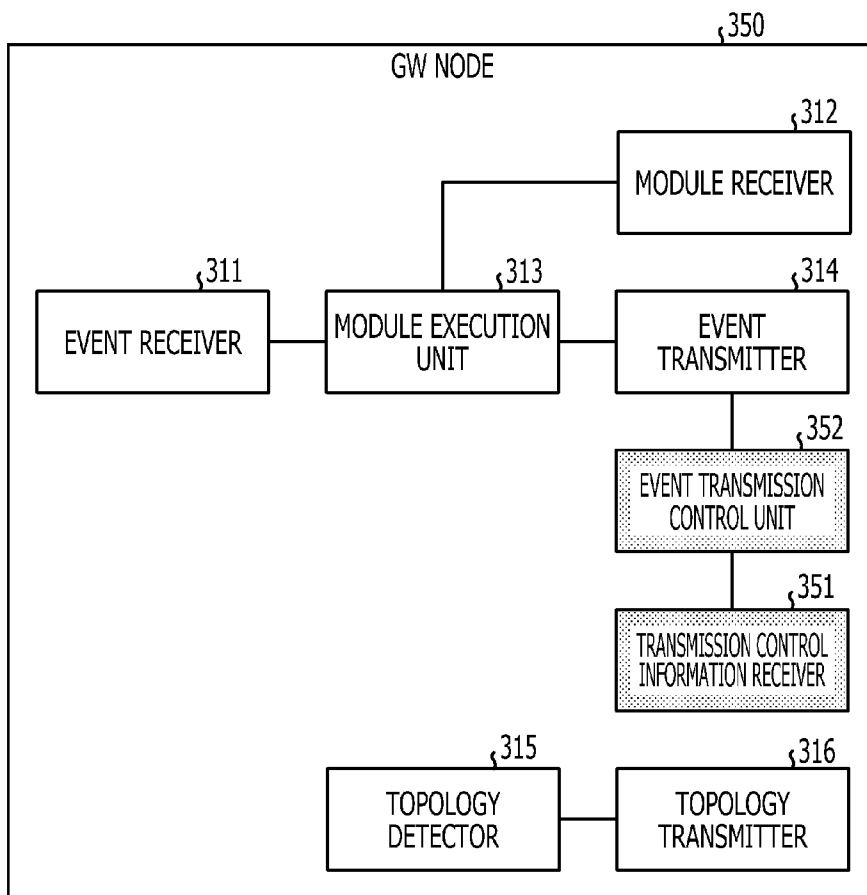 350
GW NODE
312
MODULE RECEIVER
311
EVENT RECEIVER
313
MODULE EXECUTION
UNIT
314
EVENT
TRANSMITTER
352
EVENT TRANSMISSION
CONTROL UNIT
351
TRANSMISSION CONTROL
INFORMATION RECEIVER
315
TOPOLOGY
DETECTOR
316
TOPOLOGY
TRANSMITTER